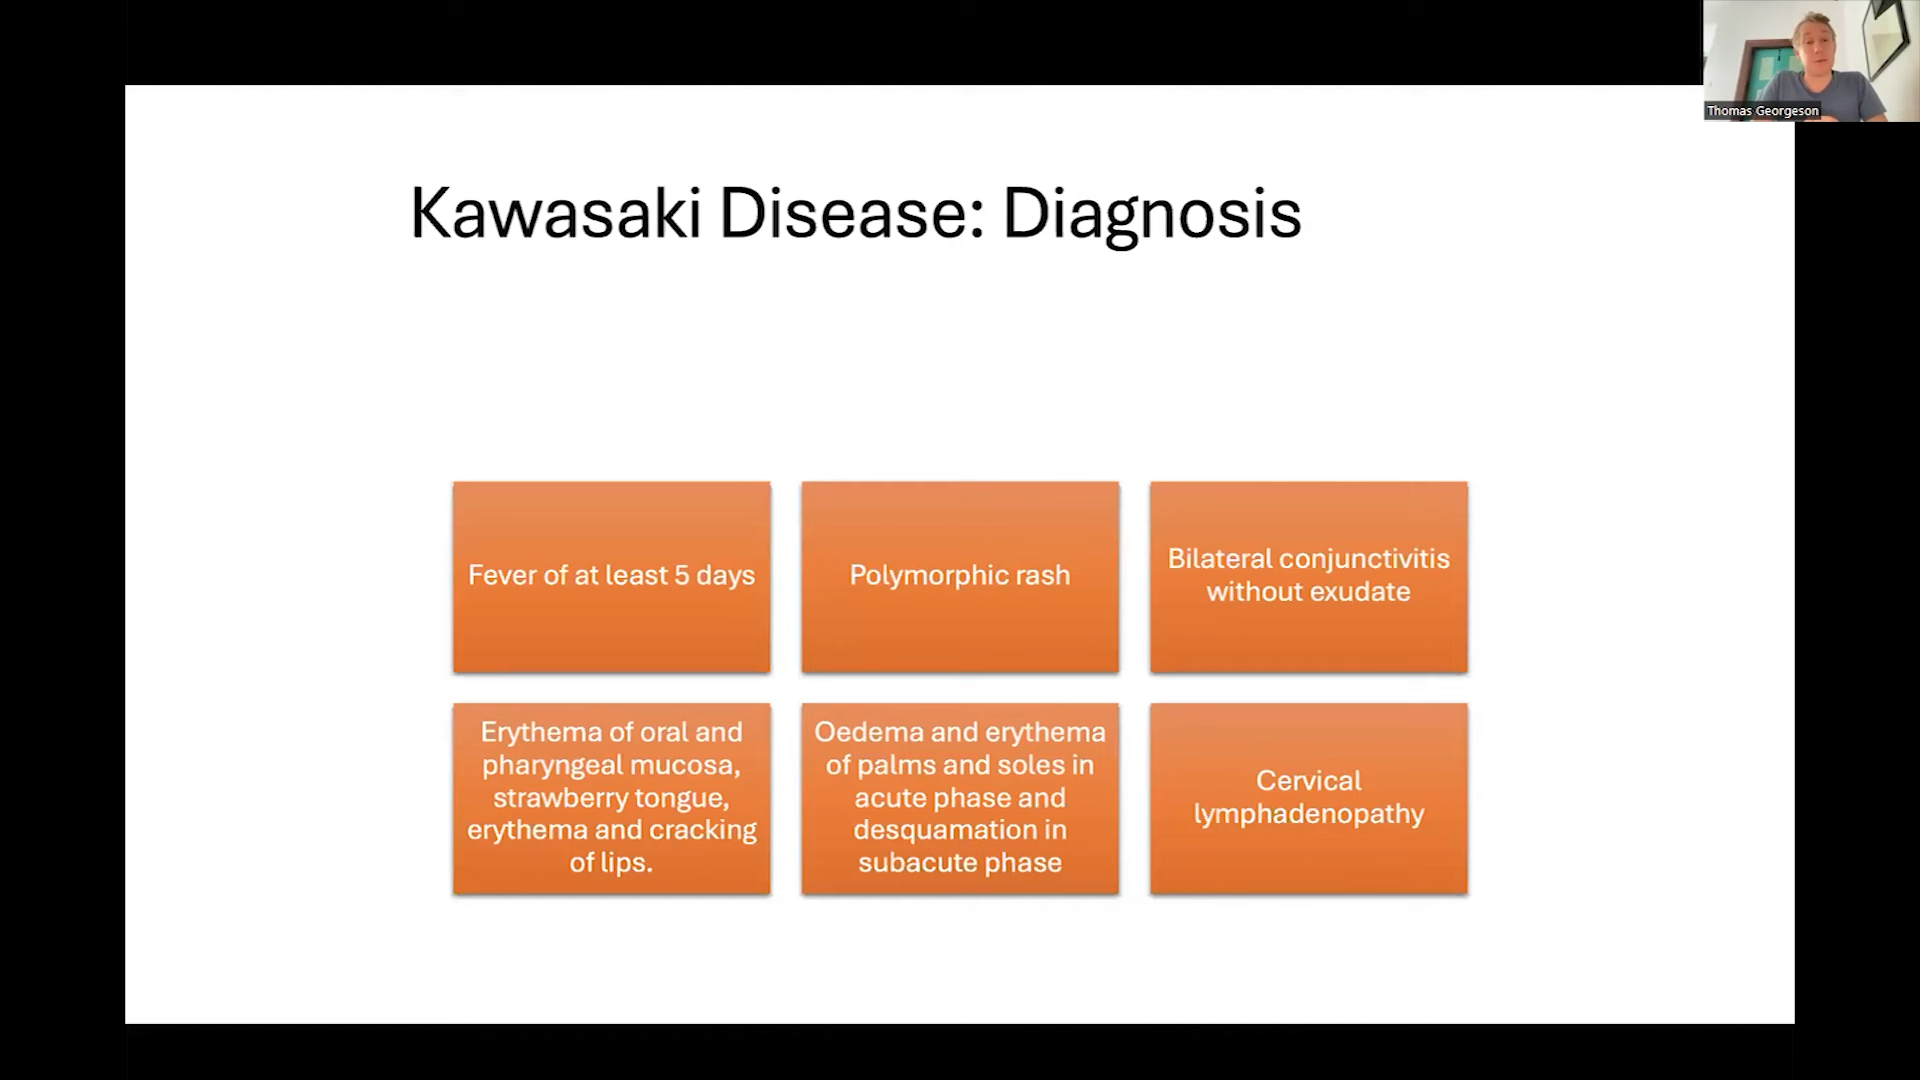 Thomas Georgeson
Kawasaki Disease: Diagnosis
Fever of at least 5 days
Polymorphic rash
Bilateral conjunctivitis
without exudate
Erythema of oral and
pharyngeal mucosa,
strawberry tongue,
erythema and cracking
of lips.
Oedema and erythema
of palms and soles in
acute phase and
desquamation in
subacute phase
Cervical
lymphadenopathy